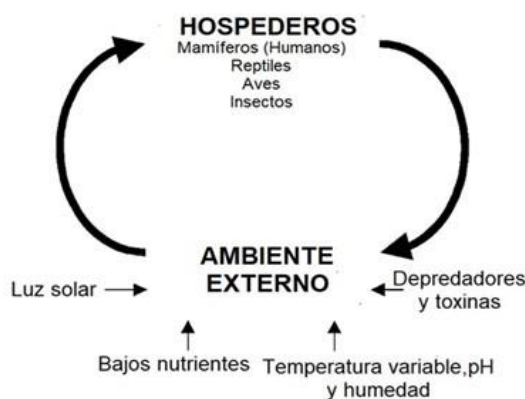 HOSPEDEROS
Mamíferos (Humanos)
Reptiles
Aves
Insectos
AMBIENTE
EXTERNO
Luz solar
Depredadores
y toxinas
Bajos nutrientes
Temperatura variable,pH
y humedad